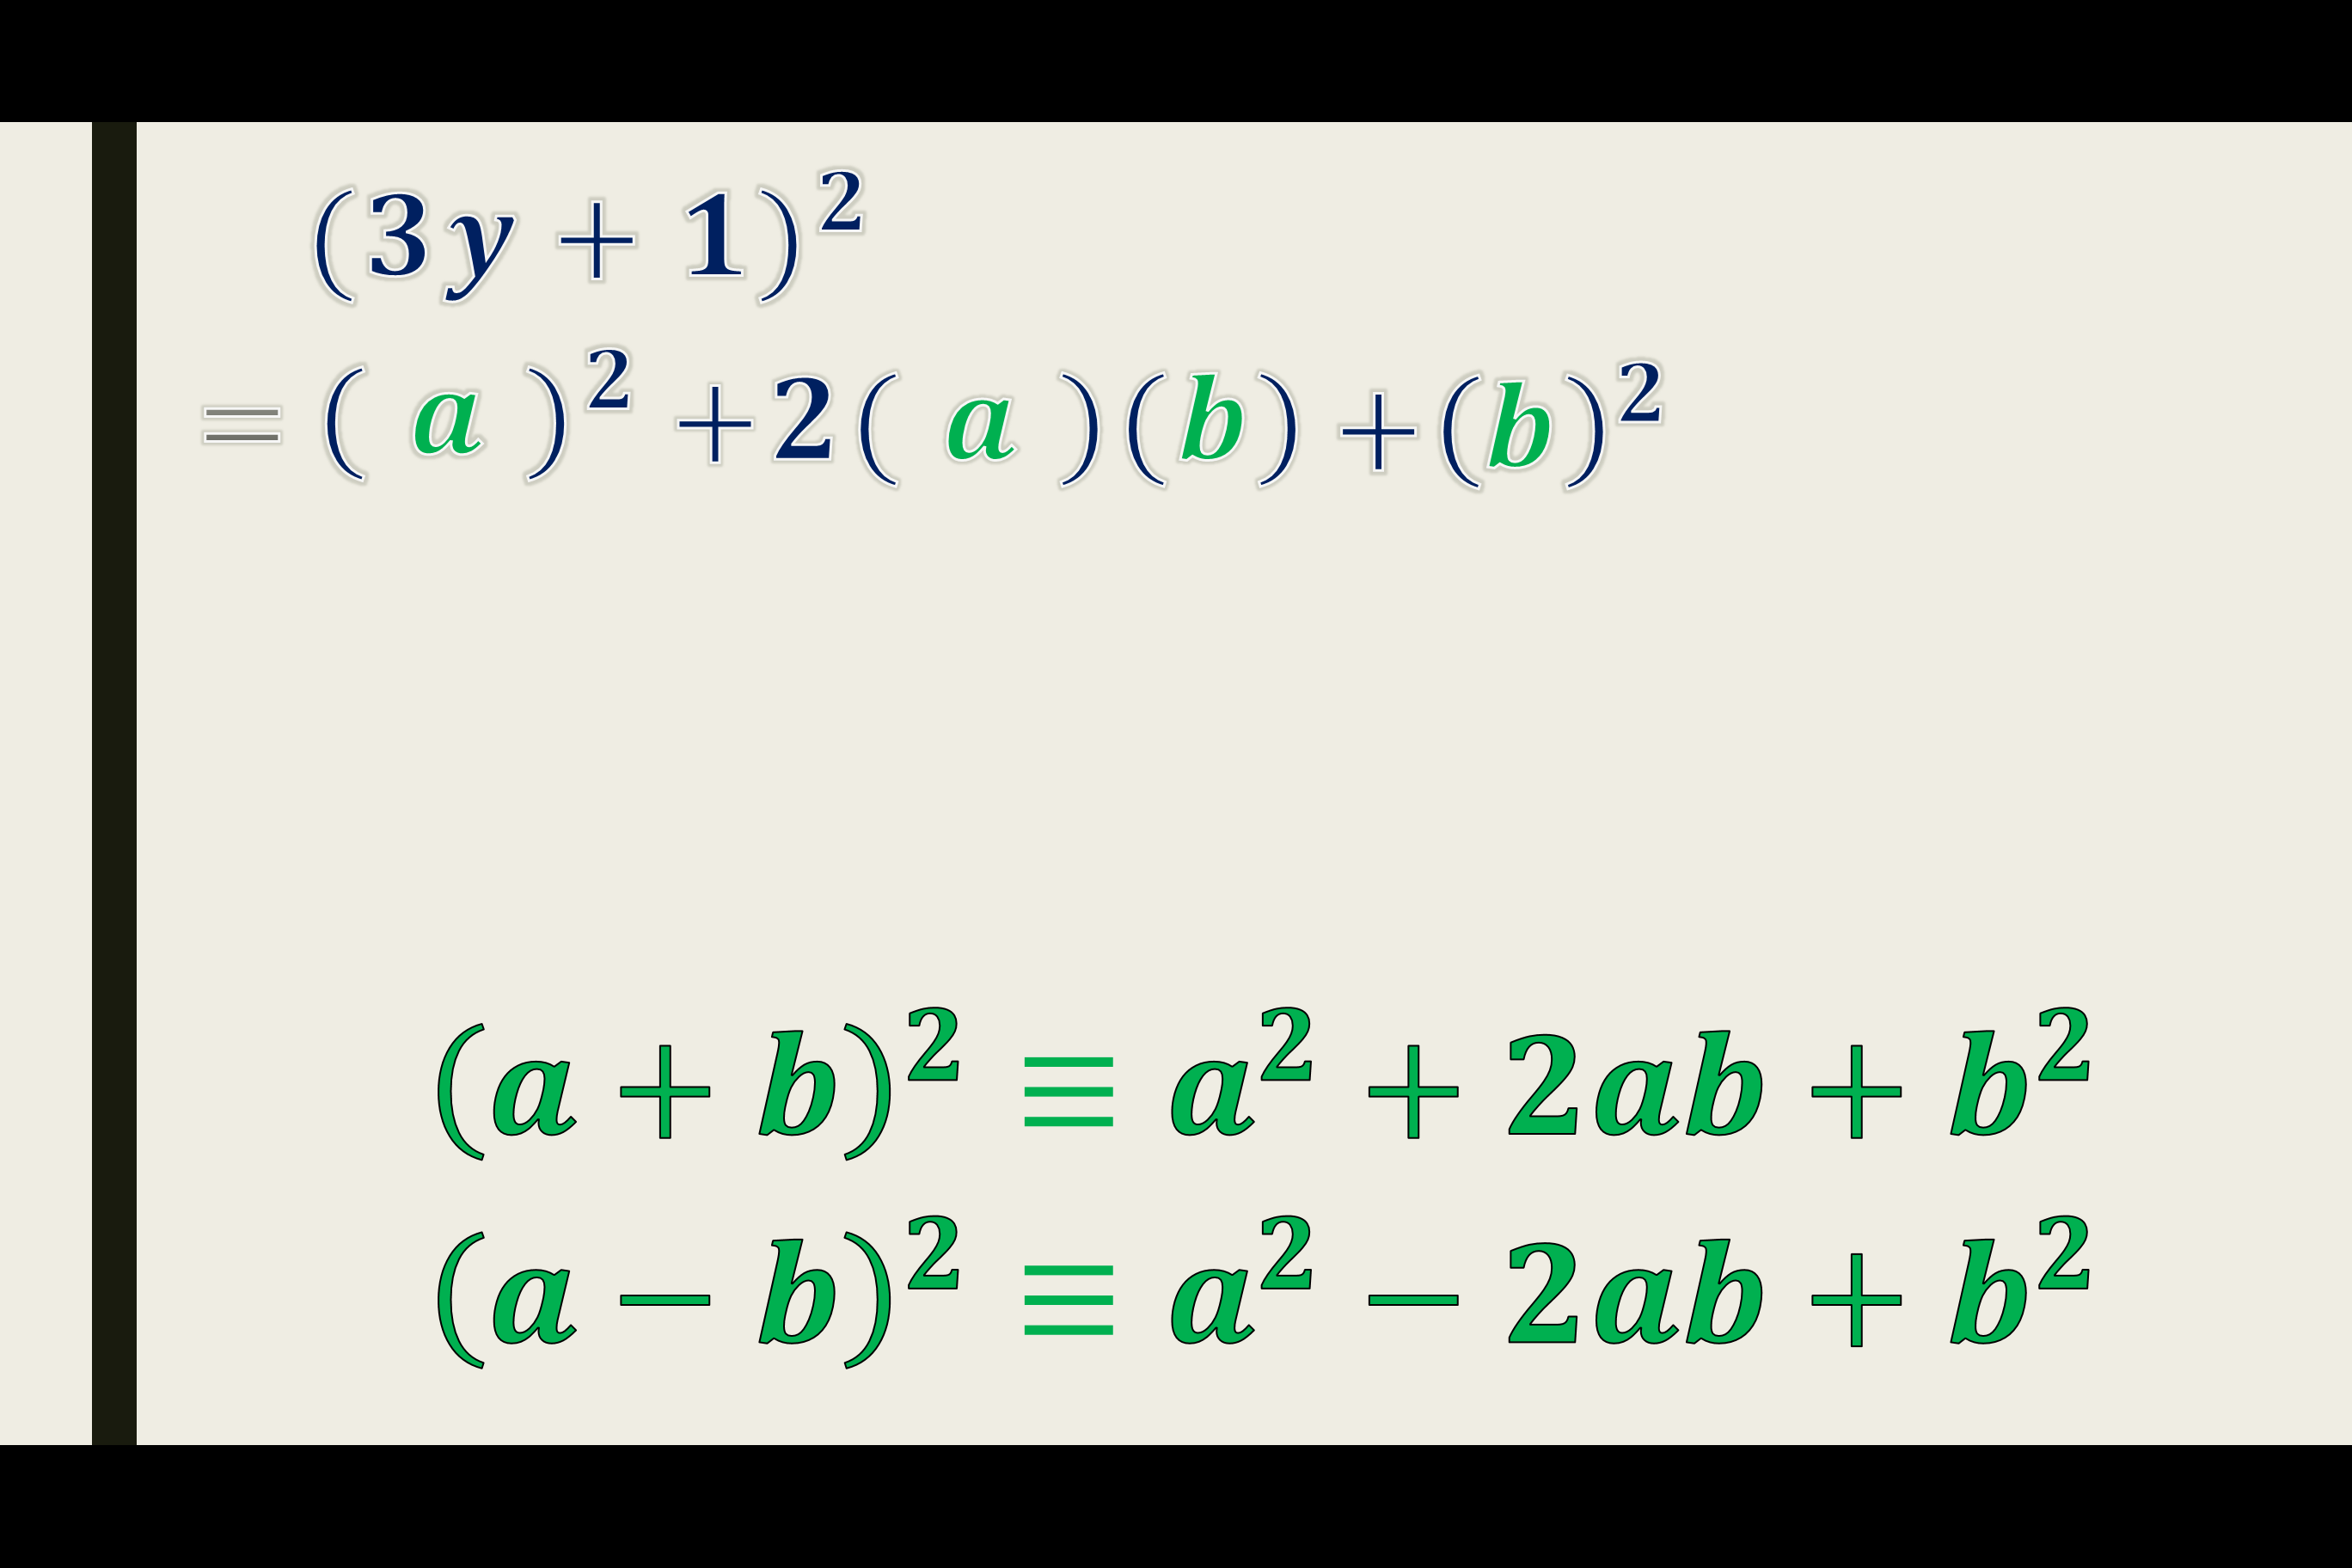 (3y + 1)²
= ( a )² +2( a )(b) +(b)²
(a + b)² ≡ a² + 2ab + b²
(a − b)² ≡ a² − 2ab + b²